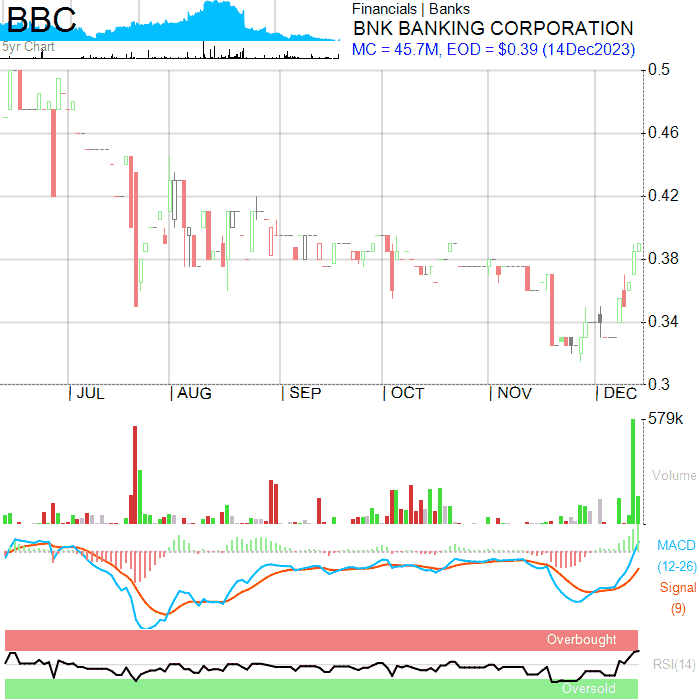 BBC
5yr Chart
Financials | Banks
BNK BANKING CORPORATION
MC = 45.7M, EOD = $0.39 (14Dec2023)
0.5
0.46
0.42
0.38
0.34
0.3
JUL AUG SEP OCT NOV DEC
579k
Volume
MACD
(12-26)
Signal
(9)
Overbought
RSI(14)
Oversold